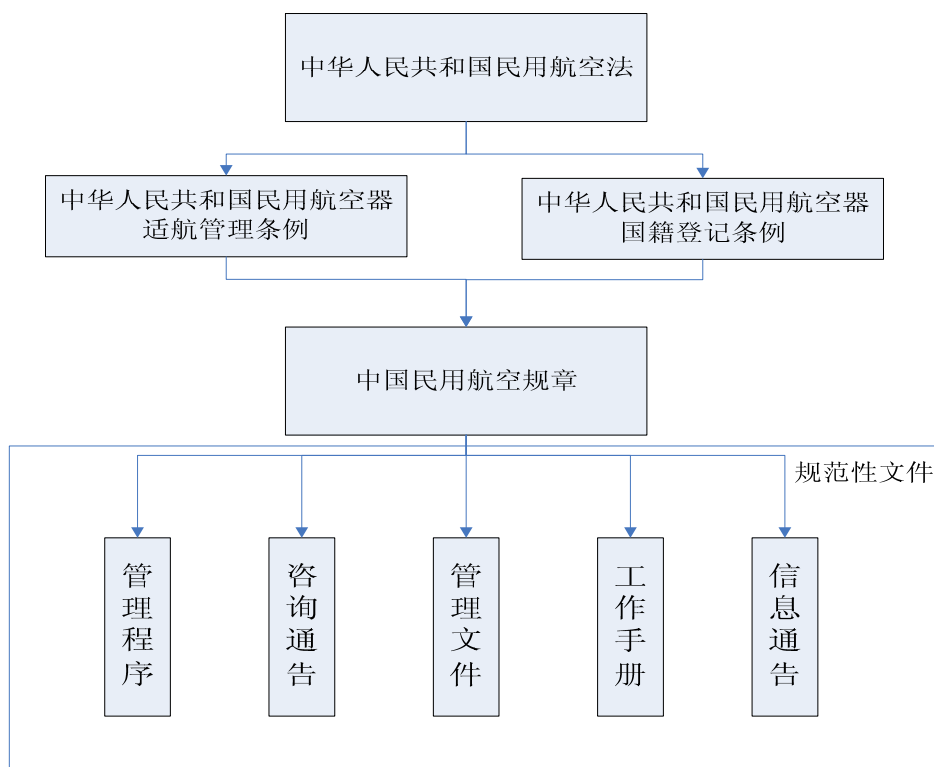 中华人民共和国民用航空法
中华人民共和国民用航空器
适航管理条例
中华人民共和国民用航空器
国籍登记条例
中国民用航空规章
规范性文件
管理程序
咨询通告
管理文件
工作手册
信息通告